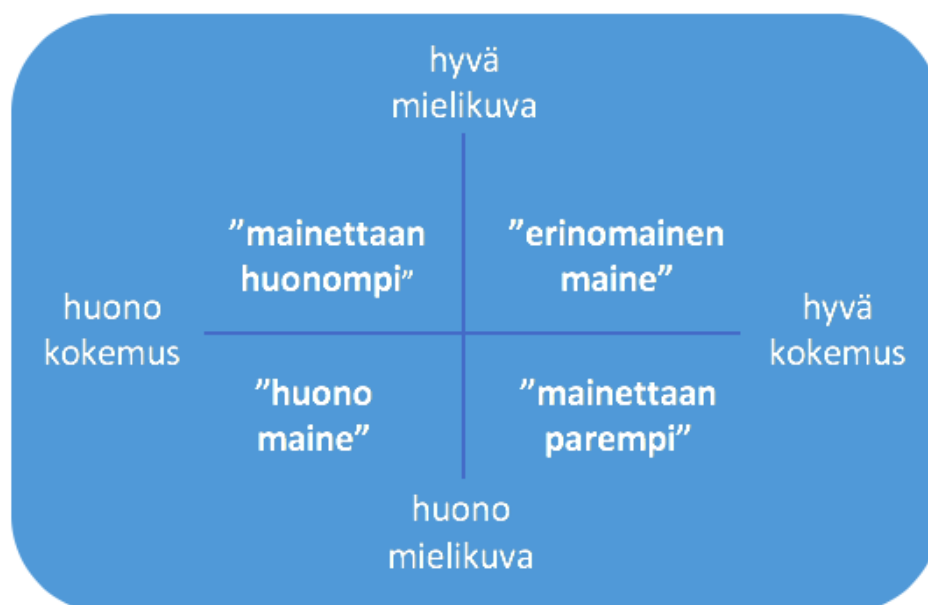 hyvä
mielikuva
”mainettaan
huonompi”
”erinomainen
maine”
huono
kokemus
hyvä
kokemus
”huono
maine”
”mainettaan
parempi”
huono
mielikuva